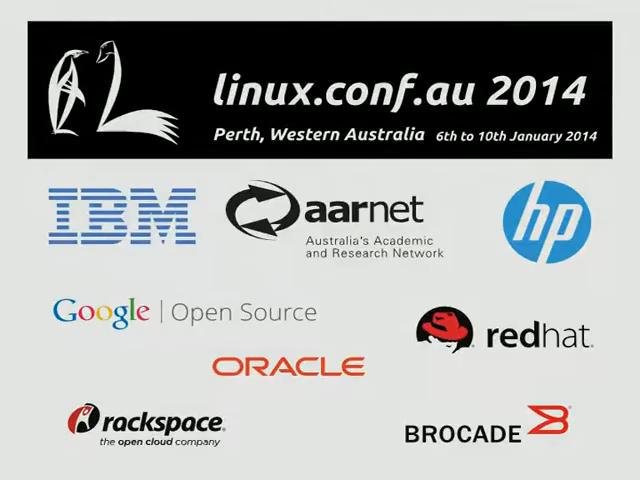 linux.conf.au 2014
Perth, Western Australia 6th to 10th January 2014
IBM
aarnet
Australia's Academic
and Research Network
hp
Google | Open Source
redhat.
ORACLE
rackspace
the open cloud company
BROCADE